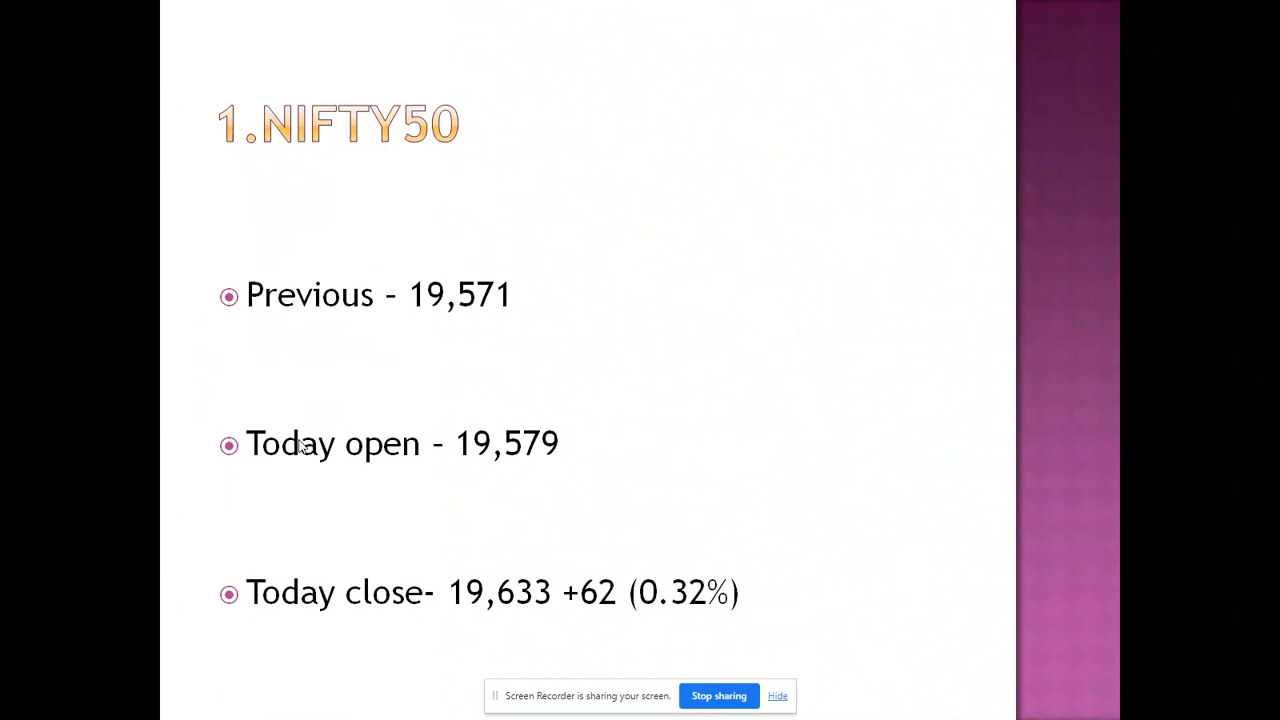 1.NIFTY50
Previous – 19,571
Today open – 19,579
Today close- 19,633 +62 (0.32%)
Screen Recorder is sharing your screen. Stop sharing Hide